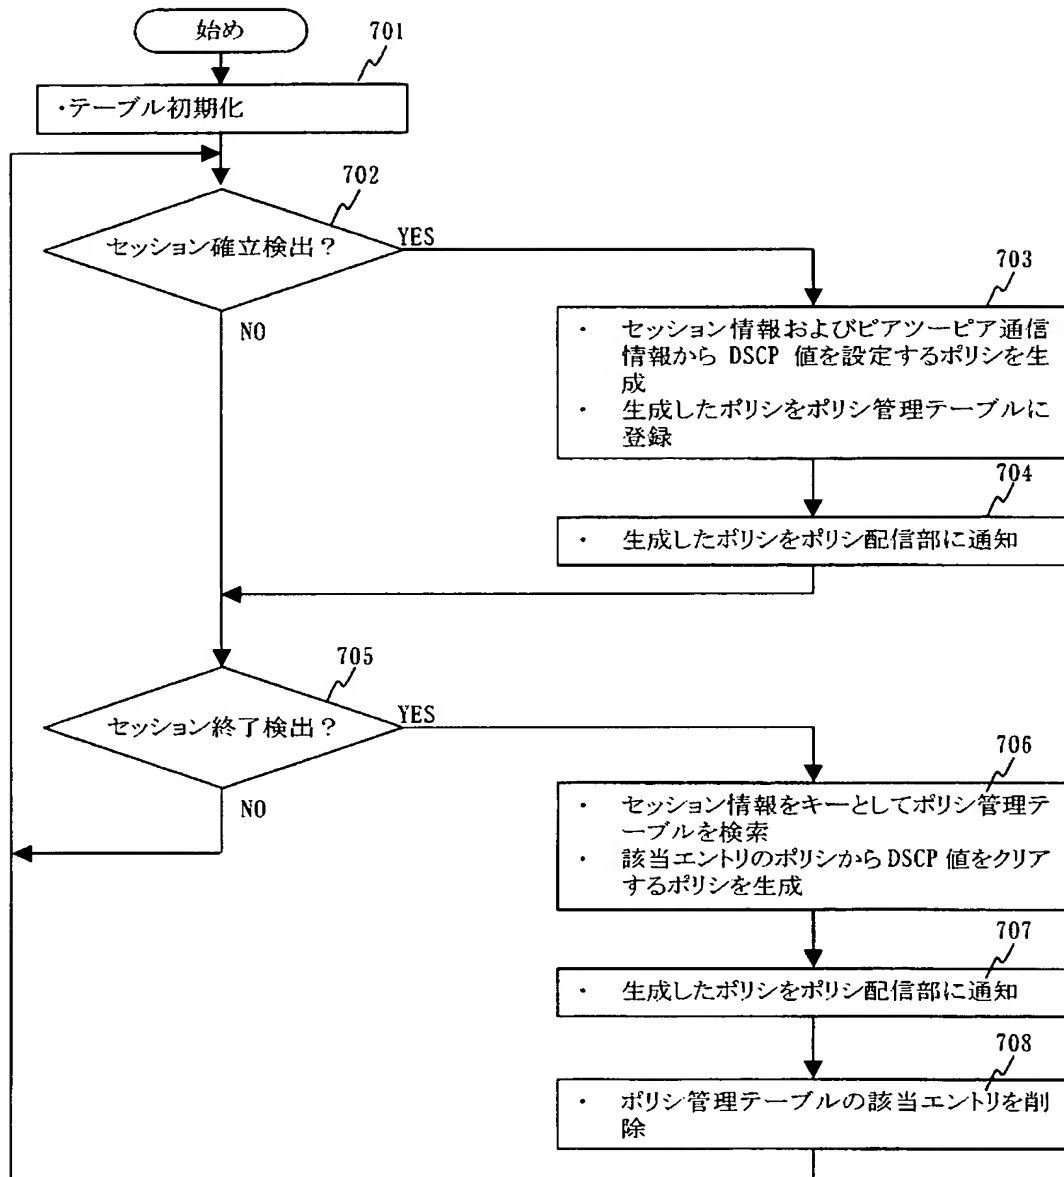 始め
701
・テーブル初期化
702
セッション確立検出？
YES
NO
703
・ セッション情報およびピアツーピア通信
情報から DSCP 値を設定するポリシを生
成
・ 生成したポリシをポリシ管理テーブルに
登録
704
・ 生成したポリシをポリシ配信部に通知
705
セッション終了検出？
YES
NO
706
・ セッション情報をキーとしてポリシ管理テ
ーブルを検索
・ 該当エントリのポリシから DSCP 値をクリア
するポリシを生成
707
・ 生成したポリシをポリシ配信部に通知
708
・ ポリシ管理テーブルの該当エントリを削
除